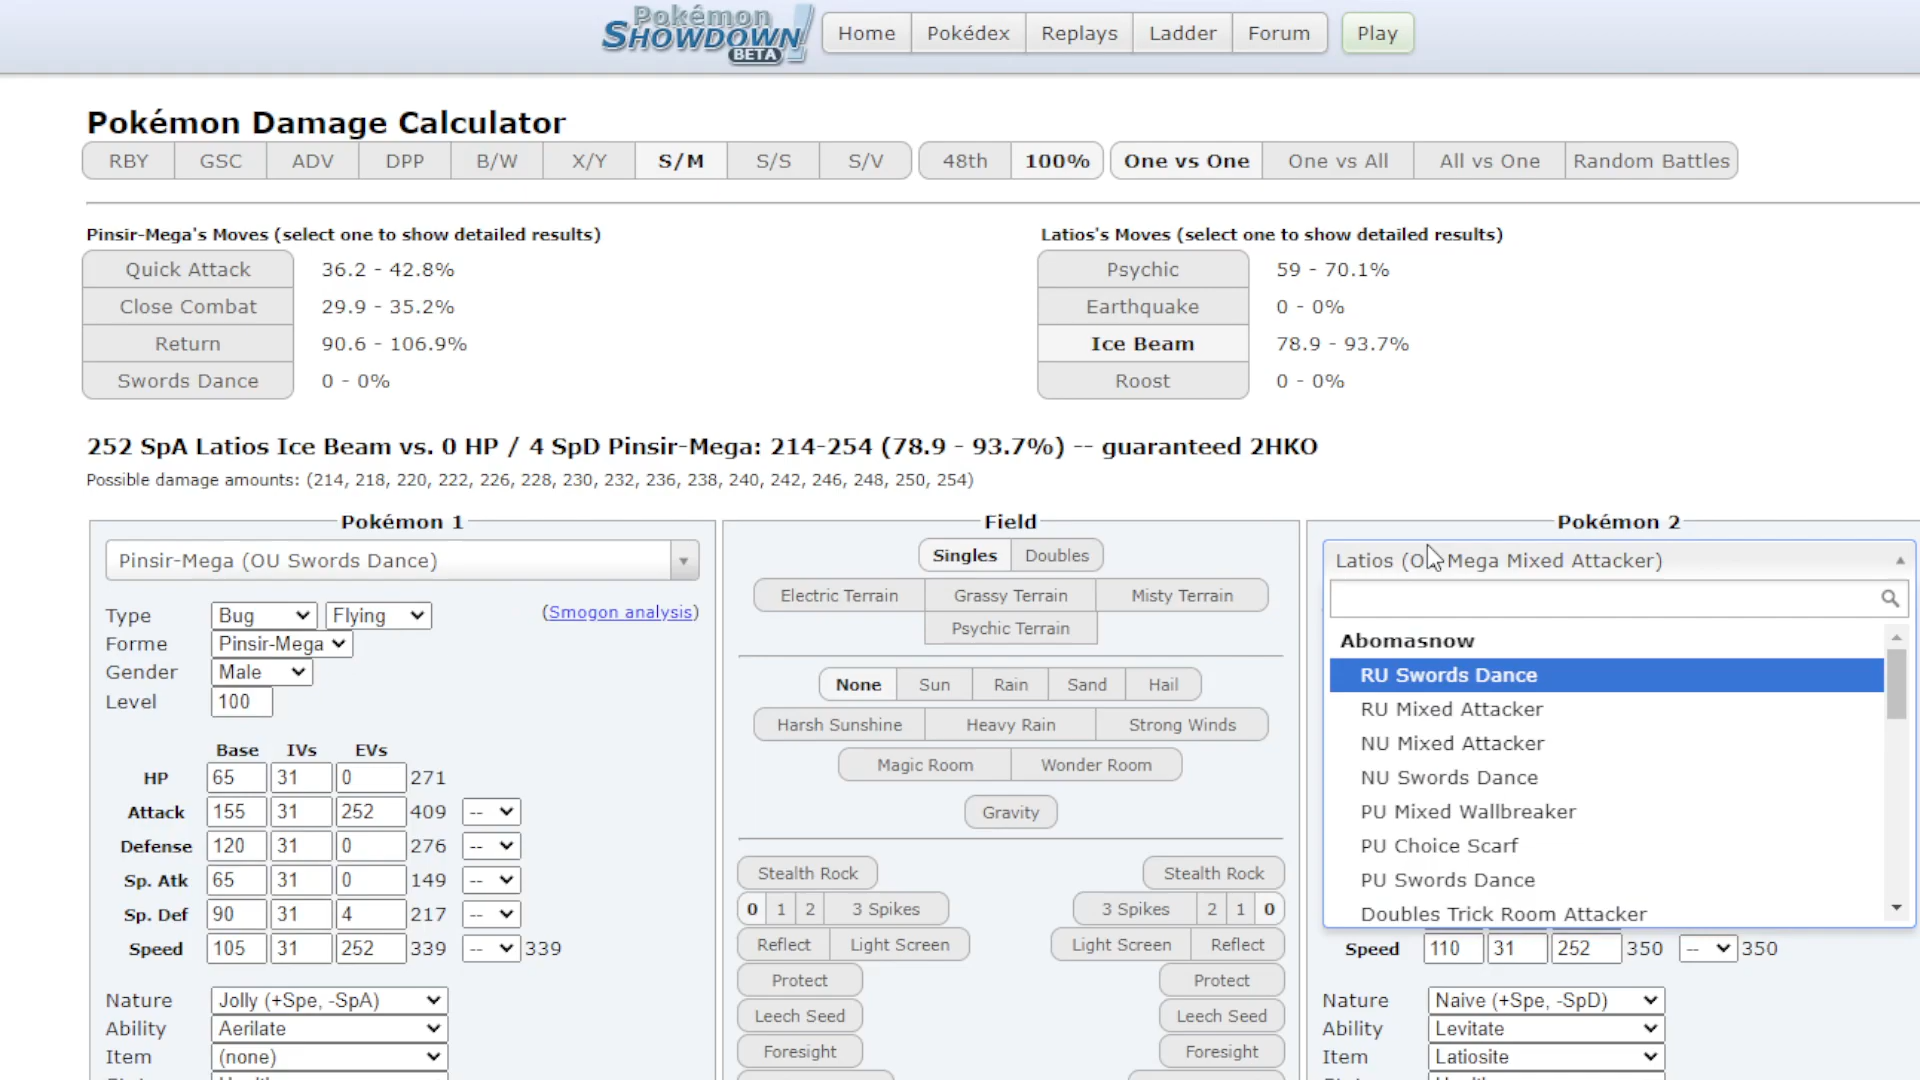 Pokémon
SHOWDOWN!
BETA
Home Pokédex Replays Ladder Forum Play
Pokémon Damage Calculator
RBY GSC ADV DPP B/W X/Y S/M S/S S/V 48th 100% One vs One One vs All All vs One Random Battles
Pinsir-Mega's Moves (select one to show detailed results)
Quick Attack 36.2 - 42.8%
Close Combat 29.9 - 35.2%
Return 90.6 - 106.9%
Swords Dance 0 - 0%
Latios's Moves (select one to show detailed results)
Psychic 59 - 70.1%
Earthquake 0 - 0%
Ice Beam 78.9 - 93.7%
Roost 0 - 0%
252 SpA Latios Ice Beam vs. 0 HP / 4 SpD Pinsir-Mega: 214-254 (78.9 - 93.7%) -- guaranteed 2HKO
Possible damage amounts: (214, 218, 220, 222, 226, 228, 230, 232, 236, 238, 240, 242, 246, 248, 250, 254)
Pokémon 1
Pinsir-Mega (OU Swords Dance)
Type Bug Flying (Smogon analysis)
Forme Pinsir-Mega
Gender Male
Level 100
Base IVs EVs
HP 65 31 0 271
Attack 155 31 252 409 --
Defense 120 31 0 276 --
Sp. Atk 65 31 0 149 --
Sp. Def 90 31 4 217 --
Speed 105 31 252 339 -- 339
Nature Jolly (+Spe, -SpA)
Ability Aerilate
Item (none)
Field
Singles Doubles
Electric Terrain Grassy Terrain Misty Terrain
Psychic Terrain
None Sun Rain Sand Hail
Harsh Sunshine Heavy Rain Strong Winds
Magic Room Wonder Room
Gravity
Stealth Rock Stealth Rock
0 1 2 3 Spikes 3 Spikes 2 1 0
Reflect Light Screen Light Screen Reflect
Protect Protect
Leech Seed Leech Seed
Foresight Foresight
Pokémon 2
Latios (O Mega Mixed Attacker)
Abomasnow
RU Swords Dance
RU Mixed Attacker
NU Mixed Attacker
NU Swords Dance
PU Mixed Wallbreaker
PU Choice Scarf
PU Swords Dance
Doubles Trick Room Attacker
Speed 110 31 252 350 -- 350
Nature Naive (+Spe, -SpD)
Ability Levitate
Item Latiosite